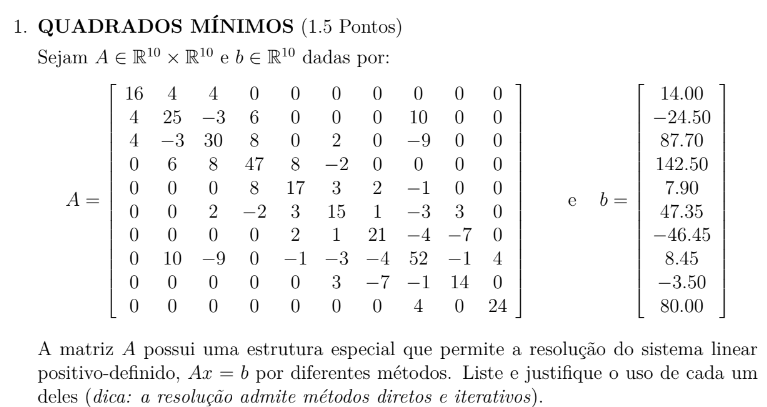 1. QUADRADOS MÍNIMOS (1.5 Pontos)
Sejam A ∈ ℝ¹⁰ × ℝ¹⁰ e b ∈ ℝ¹⁰ dadas por:
A = [
16 4 4 0 0 0 0 0 0 0
4 25 −3 6 0 0 0 10 0 0
4 −3 30 8 0 2 0 −9 0 0
0 6 8 47 8 −2 0 0 0 0
0 0 0 8 17 3 2 −1 0 0
0 0 2 −2 3 15 1 −3 3 0
0 0 0 0 2 1 21 −4 −7 0
0 10 −9 0 −1 −3 −4 52 −1 4
0 0 0 0 0 3 −7 −1 14 0
0 0 0 0 0 0 0 4 0 24
]
e b = [
14.00
−24.50
87.70
142.50
7.90
47.35
−46.45
8.45
−3.50
80.00
]
A matriz A possui uma estrutura especial que permite a resolução do sistema linear
positivo-definido, Ax = b por diferentes métodos. Liste e justifique o uso de cada um
deles (dica: a resolução admite métodos diretos e iterativos).